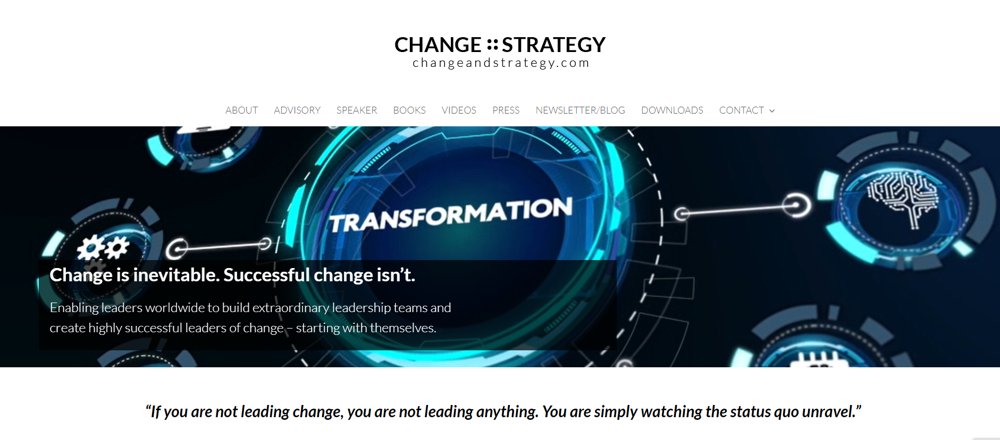 CHANGE :: STRATEGY
changeandstrategy.com
ABOUT ADVISORY SPEAKER BOOKS VIDEOS PRESS NEWSLETTER/BLOG DOWNLOADS CONTACT
TRANSFORMATION
Change is inevitable. Successful change isn’t.
Enabling leaders worldwide to build extraordinary leadership teams and
create highly successful leaders of change – starting with themselves.
“If you are not leading change, you are not leading anything. You are simply watching the status quo unravel.”